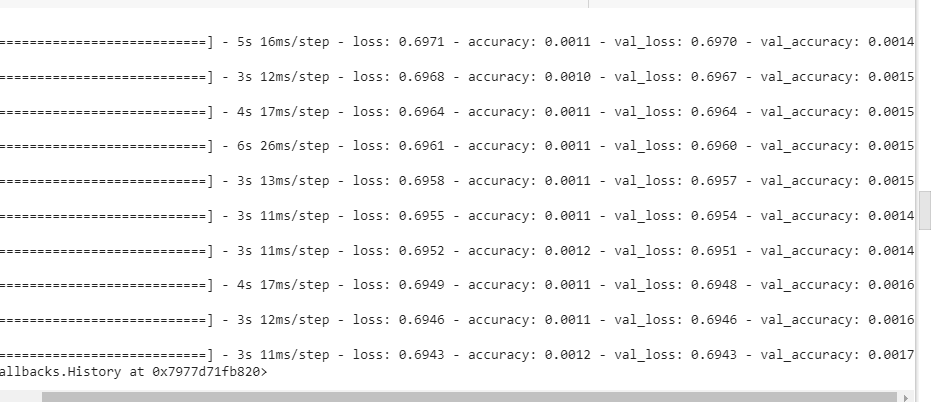 ===========================] - 5s 16ms/step - loss: 0.6971 - accuracy: 0.0011 - val_loss: 0.6970 - val_accuracy: 0.0014
===========================] - 3s 12ms/step - loss: 0.6968 - accuracy: 0.0010 - val_loss: 0.6967 - val_accuracy: 0.0015
===========================] - 4s 17ms/step - loss: 0.6964 - accuracy: 0.0011 - val_loss: 0.6964 - val_accuracy: 0.0015
===========================] - 6s 26ms/step - loss: 0.6961 - accuracy: 0.0011 - val_loss: 0.6960 - val_accuracy: 0.0015
===========================] - 3s 13ms/step - loss: 0.6958 - accuracy: 0.0011 - val_loss: 0.6957 - val_accuracy: 0.0015
===========================] - 3s 11ms/step - loss: 0.6955 - accuracy: 0.0011 - val_loss: 0.6954 - val_accuracy: 0.0014
===========================] - 3s 11ms/step - loss: 0.6952 - accuracy: 0.0012 - val_loss: 0.6951 - val_accuracy: 0.0014
===========================] - 4s 17ms/step - loss: 0.6949 - accuracy: 0.0011 - val_loss: 0.6948 - val_accuracy: 0.0016
===========================] - 3s 12ms/step - loss: 0.6946 - accuracy: 0.0011 - val_loss: 0.6946 - val_accuracy: 0.0016
===========================] - 3s 11ms/step - loss: 0.6943 - accuracy: 0.0012 - val_loss: 0.6943 - val_accuracy: 0.0017
allbacks.History at 0x7977d71fb820>